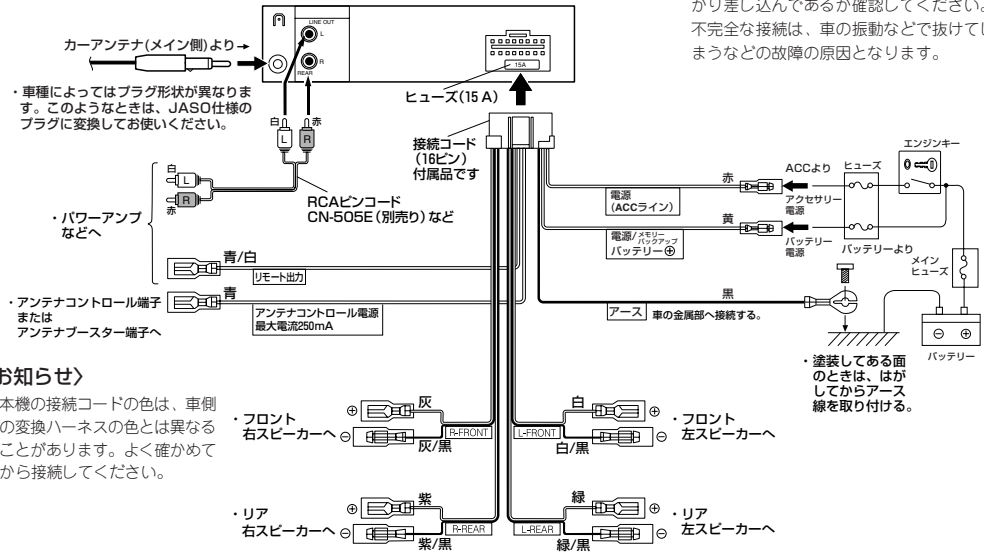 かり差し込んであるか確認してください。
不完全な接続は、車の振動などで抜けてし
まうなどの故障の原因となります。
LINE OUT
L
R
REAR
15A
カーアンテナ(メイン側)より
・車種によってはプラグ形状が異なりま
す。このようなときは、JASO仕様の
プラグに変換してお使いください。
ヒューズ(15 A)
白
赤
L
R
接続コード
(16ピン)
付属品です
白
L
R
赤
RCAピンコード
CN-505E(別売り)など
・パワーアンプ
などへ
青/白
リモート出力
・アンテナコントロール端子
または
アンテナブースター端子へ
青
アンテナコントロール電源
最大電流250mA
赤
電源
(ACCライン)
ACCより
アクセサリー
電源
ヒューズ
エンジンキー
黄
電源/メモリーバックアップ
バッテリー⊕
バッテリー
電源
バッテリーより
メイン
ヒューズ
黒
アース
車の金属部へ接続する。
⊖ ⊕
バッテリー
・塗装してある面
のときは、はが
してからアース
線を取り付ける。
お知らせ〉
本機の接続コードの色は、車側
の変換ハーネスの色とは異なる
ことがあります。よく確かめて
から接続してください。
・フロント
右スピーカーへ
⊕
⊖
灰
R-FRONT
灰/黒
白
L-FRONT
白/黒
⊕
⊖
・フロント
左スピーカーへ
・リア
右スピーカーへ
⊕
⊖
紫
R-REAR
紫/黒
緑
L-REAR
緑/黒
⊕
⊖
・リア
左スピーカーへ